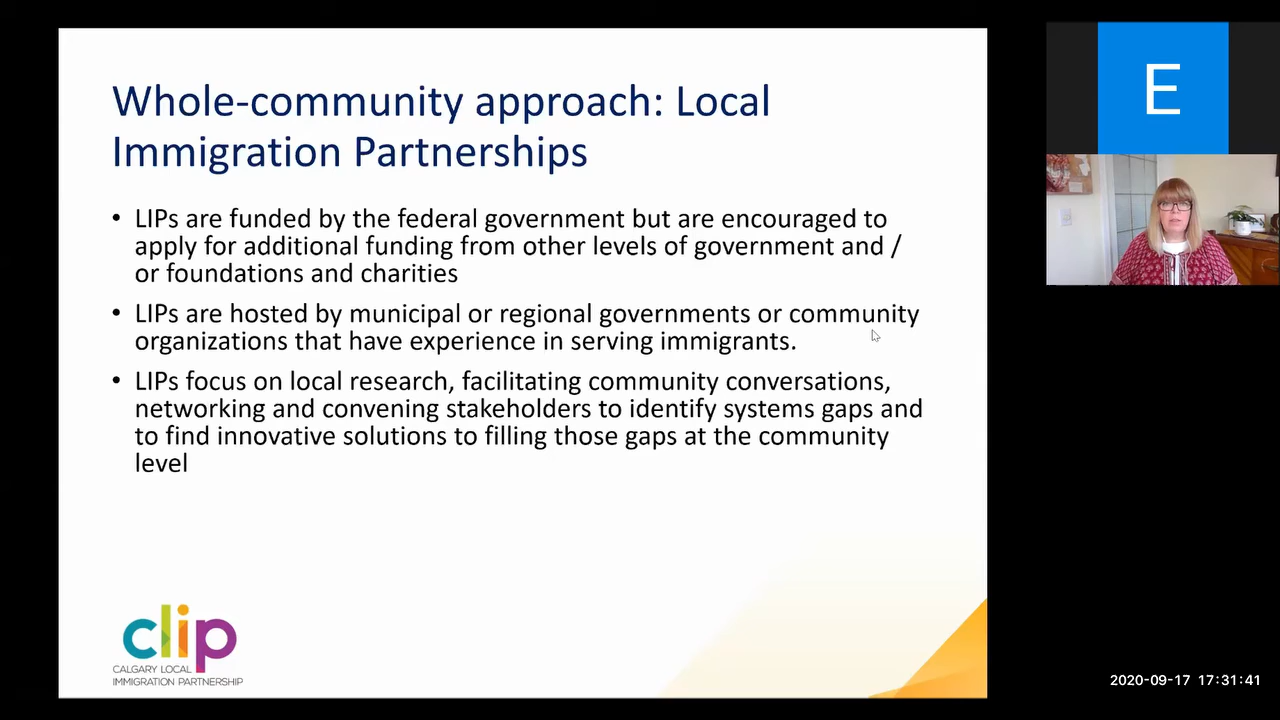 Whole-community approach: Local
Immigration Partnerships
• LIPs are funded by the federal government but are encouraged to
apply for additional funding from other levels of government and /
or foundations and charities
• LIPs are hosted by municipal or regional governments or community
organizations that have experience in serving immigrants.
• LIPs focus on local research, facilitating community conversations,
networking and convening stakeholders to identify systems gaps and
to find innovative solutions to filling those gaps at the community
level
clip
CALGARY LOCAL
IMMIGRATION PARTNERSHIP
E
2020-09-17 17:31:41